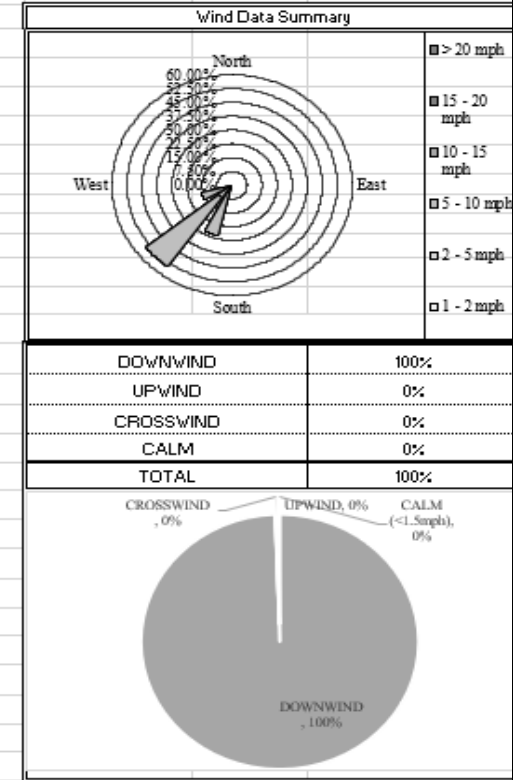 Wind Data Summary
North
60.00%
52.50%
45.00%
37.50%
30.00%
22.50%
15.00%
7.50%
0.00%
West
East
South
> 20 mph
15 - 20
mph
10 - 15
mph
5 - 10 mph
2 - 5 mph
1 - 2 mph
DOWNWIND 100%
UPWIND 0%
CROSSWIND 0%
CALM 0%
TOTAL 100%
CROSSWIND
, 0%
UPWIND, 0%
CALM
(<1.5mph),
0%
DOWNWIND
, 100%